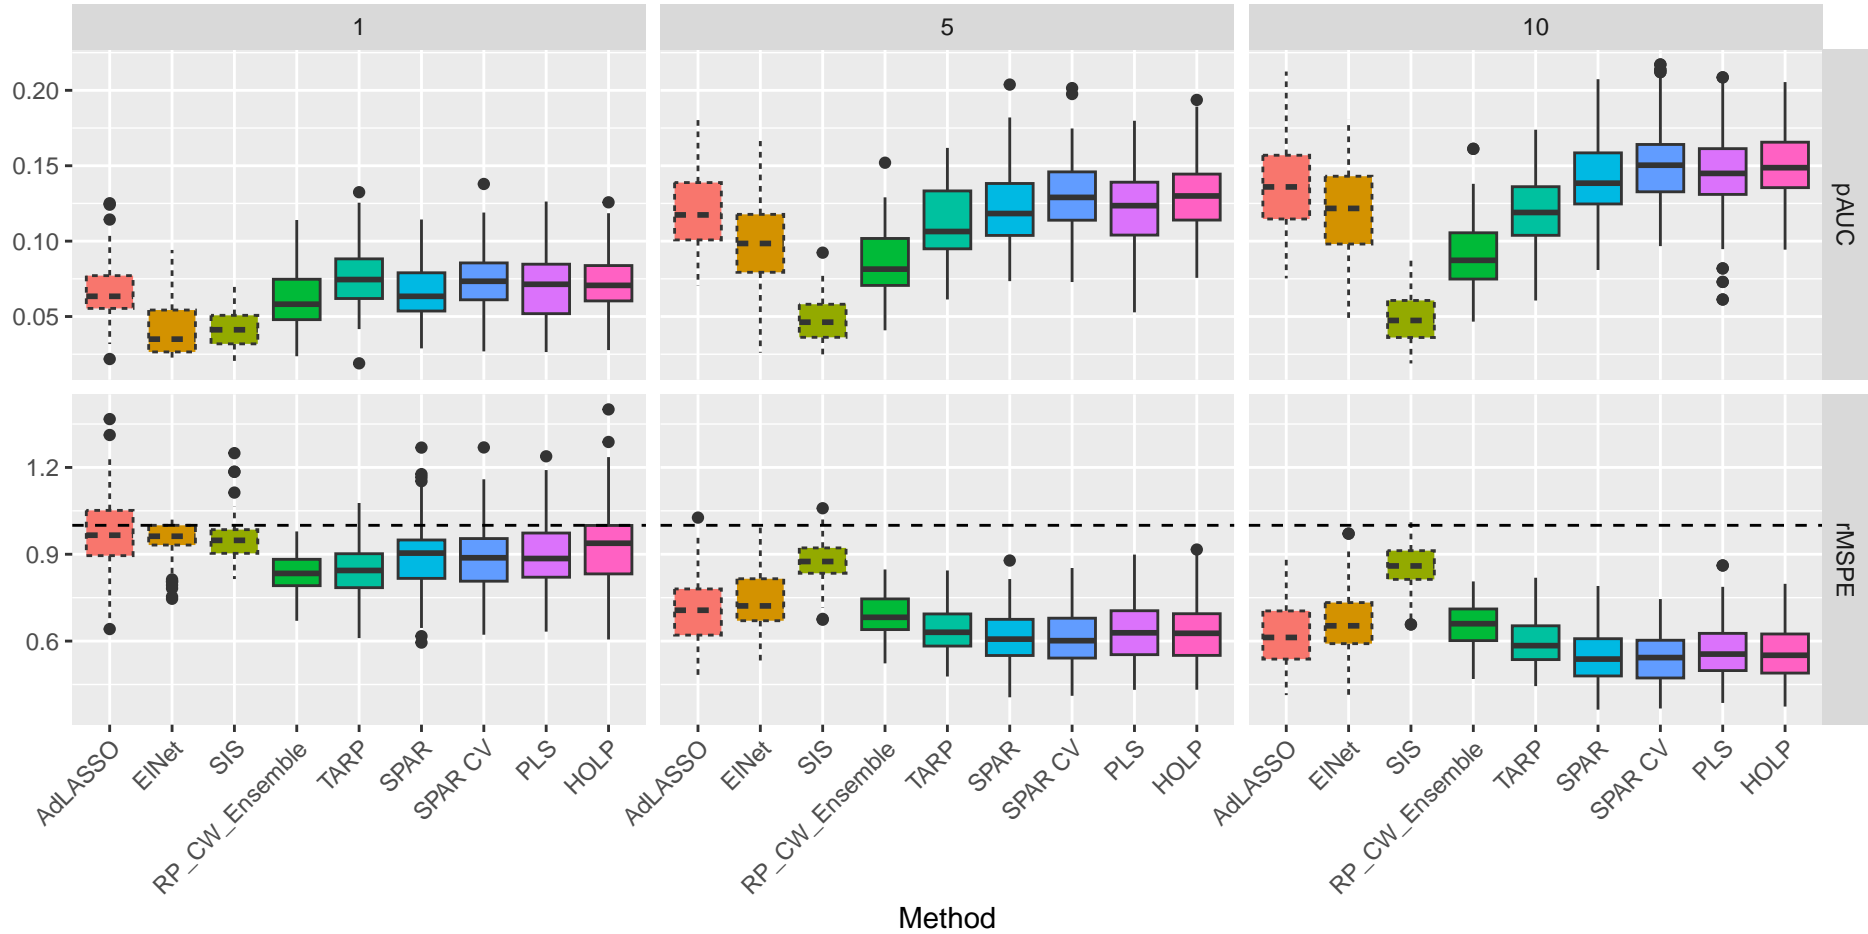 1 5 10
0.20
0.15
0.10
0.05
pAUC
1.2
0.9
0.6
rMSPE
AdLASSO ElNet SIS RP_CW_Ensemble TARP SPAR SPAR CV PLS HOLP AdLASSO ElNet SIS RP_CW_Ensemble TARP SPAR SPAR CV PLS HOLP AdLASSO ElNet SIS RP_CW_Ensemble TARP SPAR SPAR CV PLS HOLP
Method